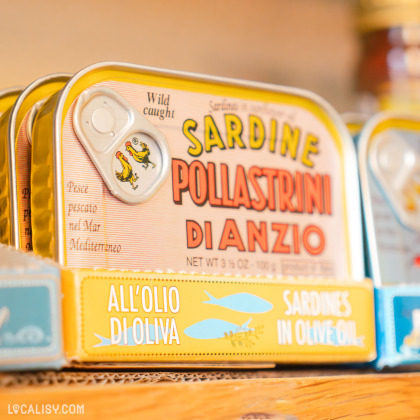 Wild
caught
SARDINE
POLLASTRINI
DI ANZIO
NET WT 3 ½ OZ - 100 g
Pesce
pescato
nel Mar
Mediterraneo
ALL'OLIO
DI OLIVA
SARDINES
IN OLIVE OIL
LOCALISY.COM